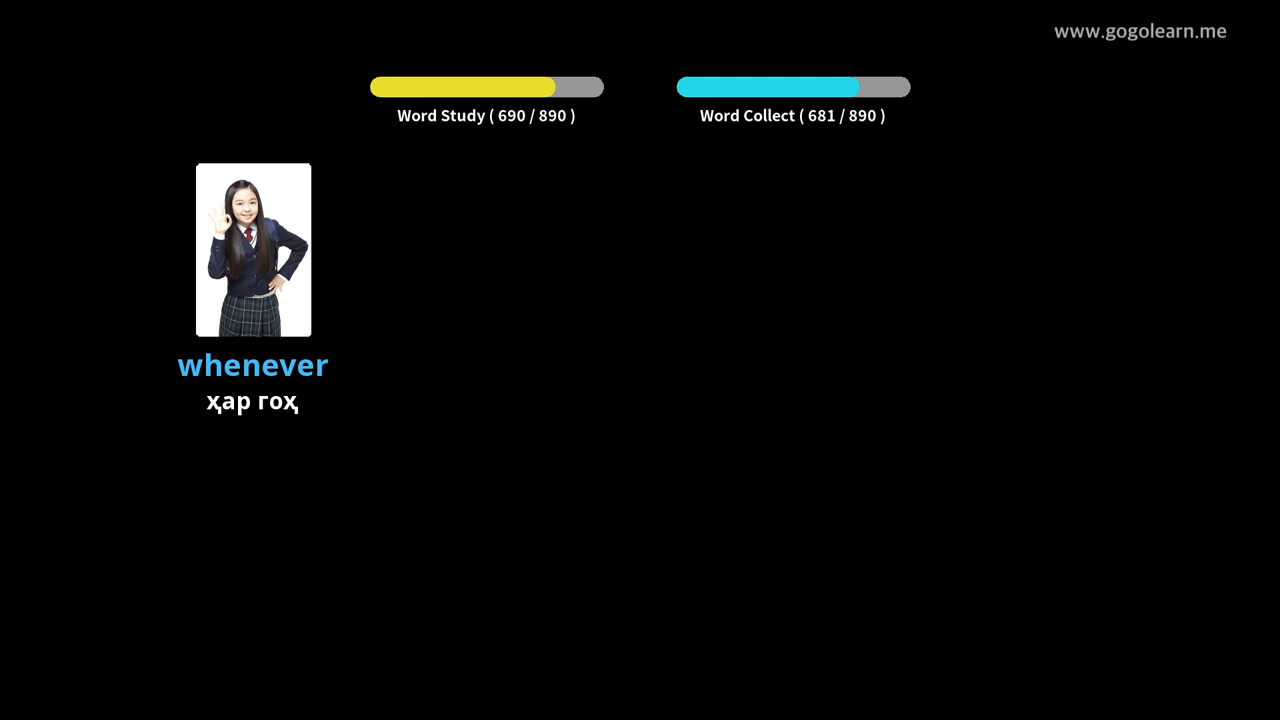 www.gogolearn.me
Word Study ( 690 / 890 )
Word Collect ( 681 / 890 )
whenever
ҳар гоҳ